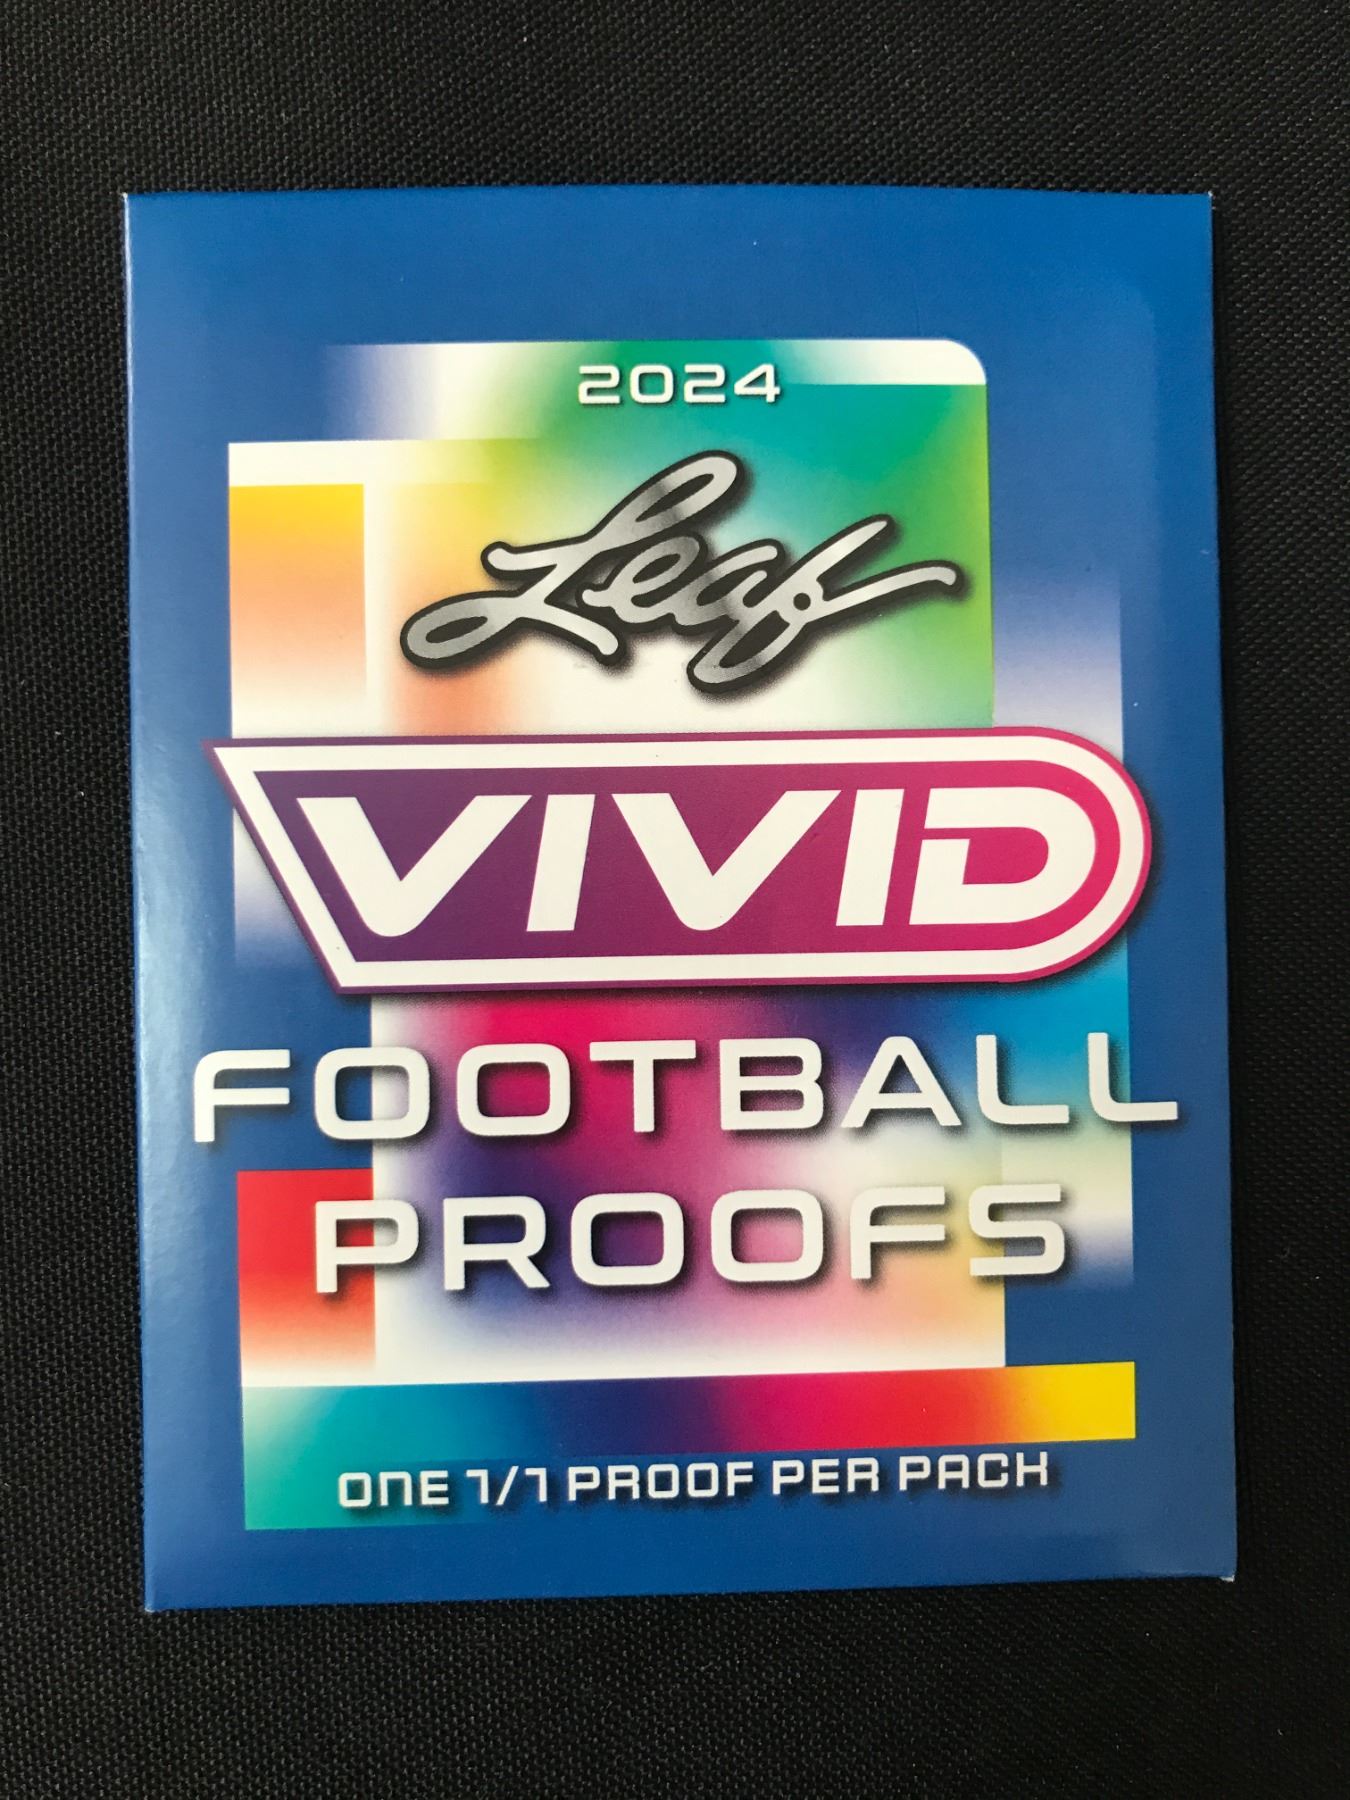 2024
Leaf
VIVID
FOOTBALL
PROOFS
ONE 1/1 PROOF PER PACK